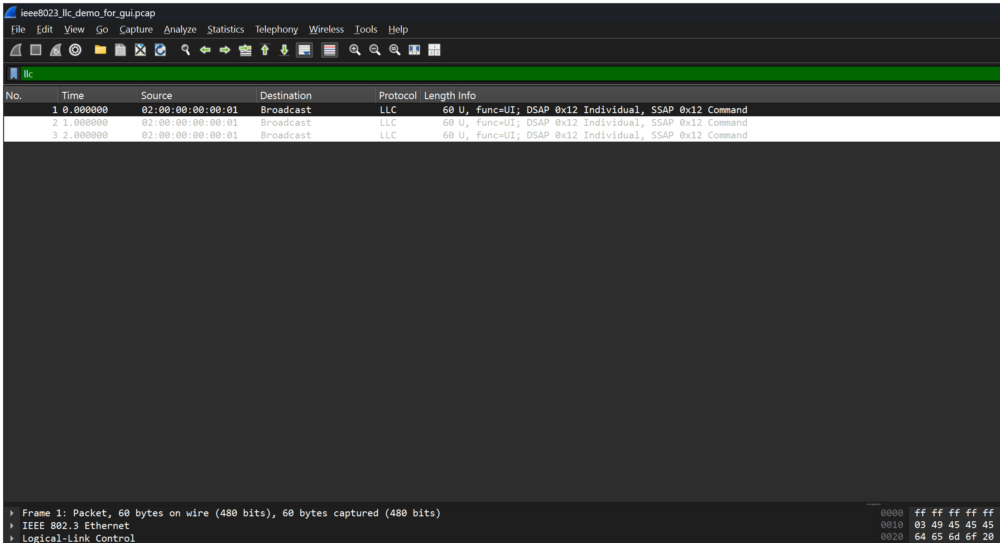 ieee8023_llc_demo_for_gui.pcap
File Edit View Go Capture Analyze Statistics Telephony Wireless Tools Help
llc
No. Time Source Destination Protocol Length Info
1 0.000000 02:00:00:00:00:01 Broadcast LLC 60 U, func=UI; DSAP 0x12 Individual, SSAP 0x12 Command
2 1.000000 02:00:00:00:00:01 Broadcast LLC 60 U, func=UI; DSAP 0x12 Individual, SSAP 0x12 Command
3 2.000000 02:00:00:00:00:01 Broadcast LLC 60 U, func=UI; DSAP 0x12 Individual, SSAP 0x12 Command
Frame 1: Packet, 60 bytes on wire (480 bits), 60 bytes captured (480 bits)
IEEE 802.3 Ethernet
Logical-Link Control
0000 ff ff ff ff ff
0010 03 49 45 45 45
0020 64 65 6d 6f 20